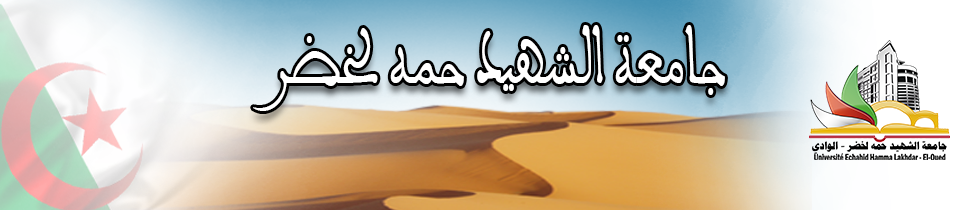 جامعة الشهيد حمه لخضر
جامعة الشهيد حمه لخضر - الوادي
Université Echahid Hamma Lakhdar - El-Oued